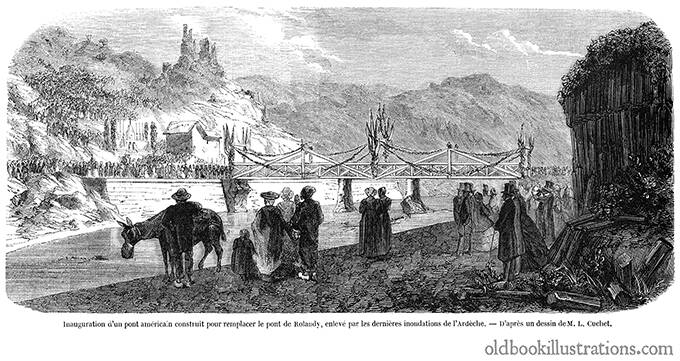 Inauguration d'un pont américain construit pour remplacer le pont de Rolandy, enlevé par les dernières inondations de l'Ardèche. — D'après un dessin de M. L. Cuchet.
oldbookillustrations.com